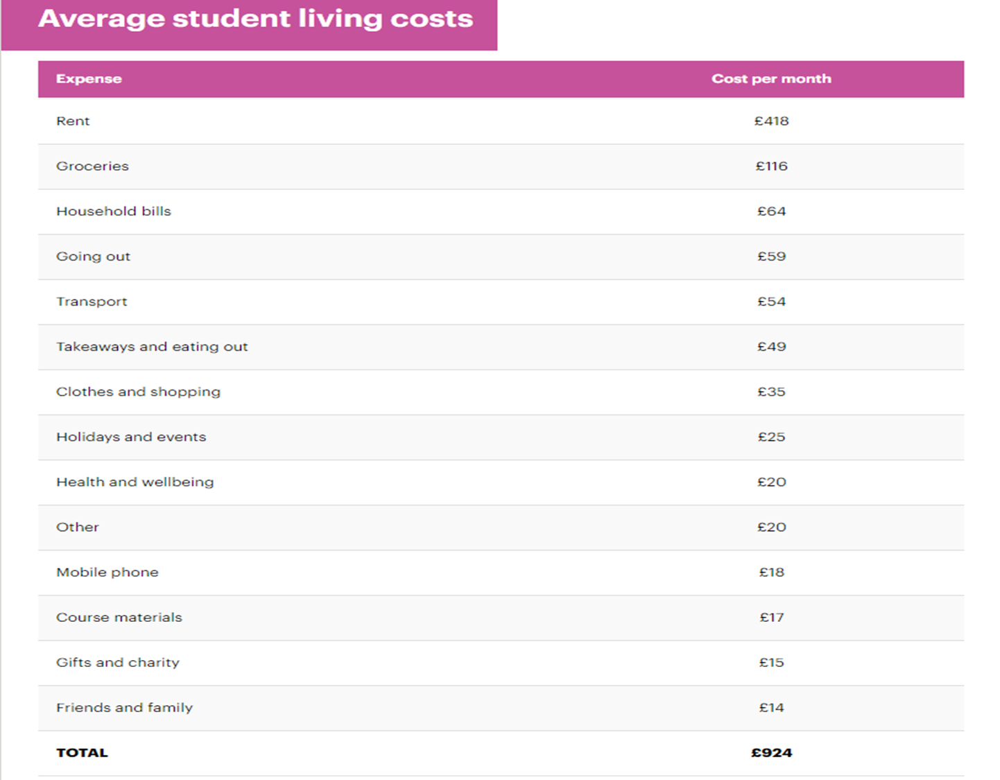 Average student living costs
Expense Cost per month
Rent £418
Groceries £116
Household bills £64
Going out £59
Transport £54
Takeaways and eating out £49
Clothes and shopping £35
Holidays and events £25
Health and wellbeing £20
Other £20
Mobile phone £18
Course materials £17
Gifts and charity £15
Friends and family £14
TOTAL £924